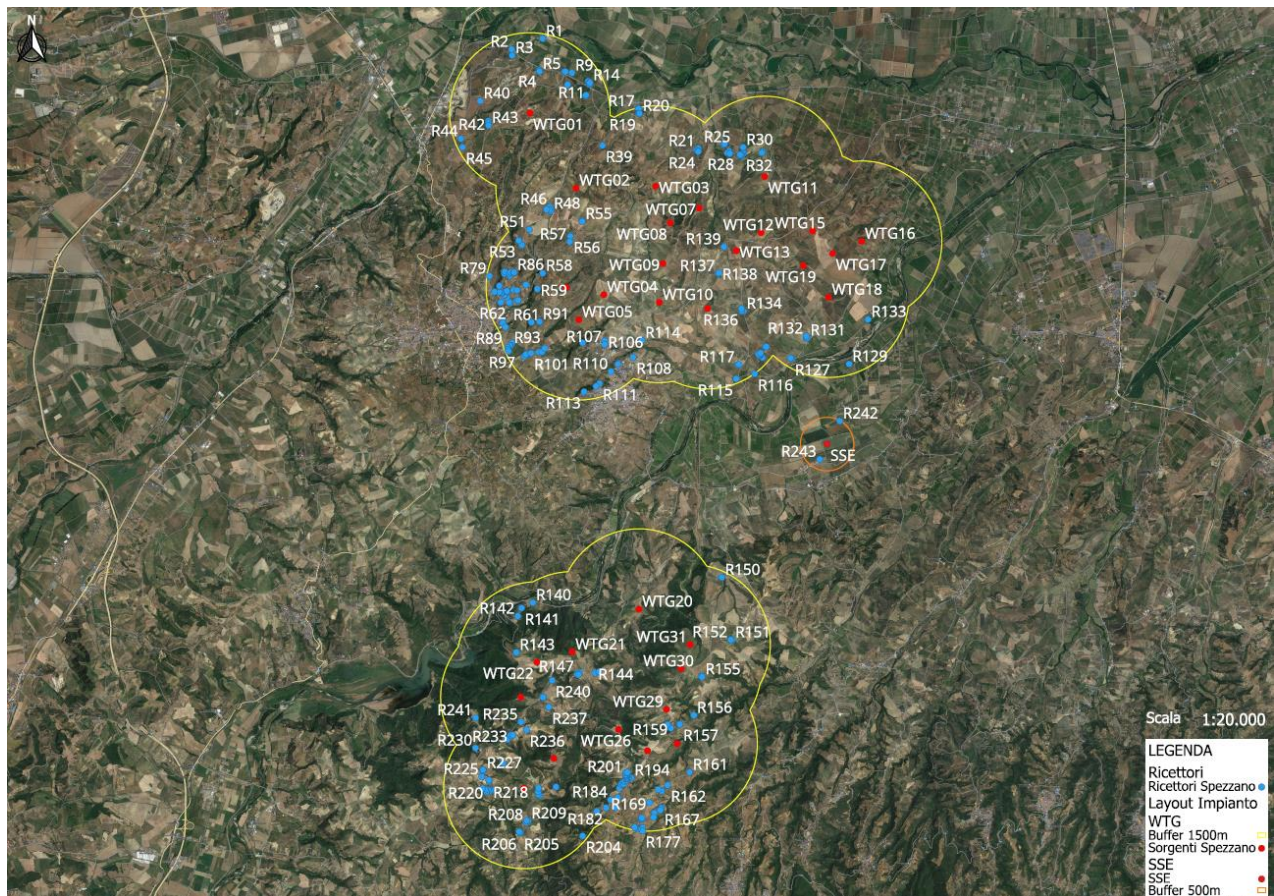 N
R1
R2
R3
R5
R9
R4
R14
R11
R40
R17
R20
R43
WTG01
R19
R42
R44
R45
R39
R21
R25
R30
R24
R28
R32
WTG02
WTG03
WTG11
R46
R48
WTG07
R55
R51
WTG08
WTG12
WTG15
R57
R56
R139
WTG16
R53
WTG13
WTG17
R86
R58
WTG09
R137
R138
WTG19
R79
R59
WTG04
WTG10
WTG18
R62
R61
R91
WTG05
R136
R134
R133
R89
R93
R107
R106
R114
R132
R131
R97
R101
R110
R108
R117
R127
R129
R113
R111
R115
R116
R242
R243
SSE
R150
R140
R142
R141
WTG20
R143
WTG21
WTG31
R152
R151
WTG22
R147
R144
WTG30
R155
R240
WTG29
R241
R235
R237
R156
R233
R159
R230
R236
WTG26
R157
R225
R227
R201
R194
R161
R220
R218
R184
R162
R169
R208
R209
R182
R167
R206
R205
R204
R177
Scala 1:20.000
LEGENDA
Ricettori
Ricettori Spezzano
Layout Impianto
WTG
Buffer 1500m
Sorgenti Spezzano
SSE
SSE
Buffer 500m